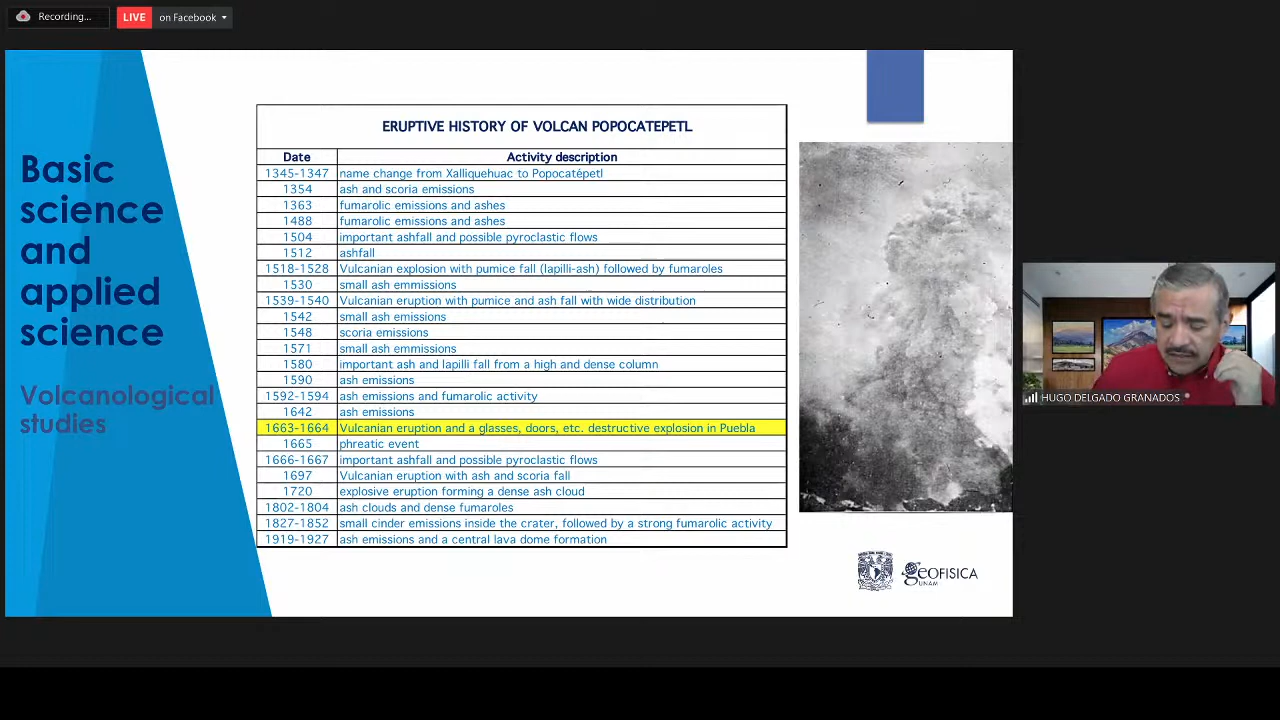 Recording...
LIVE on Facebook
Basic
science
and
applied
science
Volcanological
studies
ERUPTIVE HISTORY OF VOLCAN POPOCATEPETL
Date Activity description
1345-1347 name change from Xalliquehuac to Popocatépetl
1354 ash and scoria emissions
1363 fumarolic emissions and ashes
1488 fumarolic emissions and ashes
1504 important ashfall and possible pyroclastic flows
1512 ashfall
1518-1528 Vulcanian explosion with pumice fall (lapilli-ash) followed by fumaroles
1530 small ash emmissions
1539-1540 Vulcanian eruption with pumice and ash fall with wide distribution
1542 small ash emissions
1548 scoria emissions
1571 small ash emmissions
1580 important ash and lapilli fall from a high and dense column
1590 ash emissions
1592-1594 ash emissions and fumarolic activity
1642 ash emissions
1663-1664 Vulcanian eruption and a glasses, doors, etc. destructive explosion in Puebla
1665 phreatic event
1666-1667 important ashfall and possible pyroclastic flows
1697 Vulcanian eruption with ash and scoria fall
1720 explosive eruption forming a dense ash cloud
1802-1804 ash clouds and dense fumaroles
1827-1852 small cinder emissions inside the crater, followed by a strong fumarolic activity
1919-1927 ash emissions and a central lava dome formation
HUGO DELGADO GRANADOS
geOFISICA
UNAM